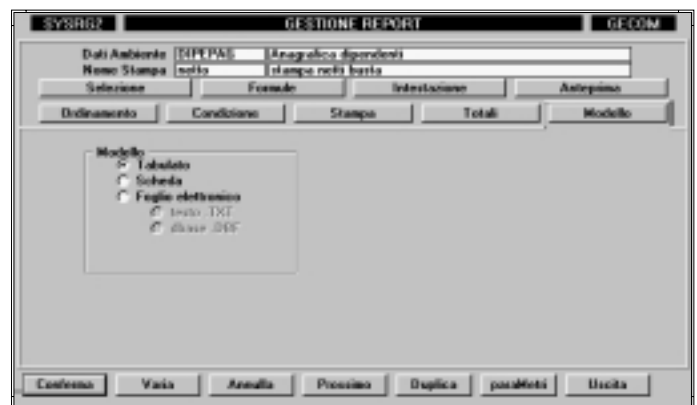 SYSRG2 GESTIONE REPORT GECOM
Dati Ambiente DIPEPAG Anagrafica dipendenti
Nome Stampa netto stampa netti busta
Selezione Formule Intestazione Anteprima
Ordinamento Condizione Stampa Totali Modello
Modello
Tabulato
Scheda
Foglio elettronico
testo .TXT
dbase .DBF
Conferma Varia Annulla Prossimo Duplica paraMetri Uscita